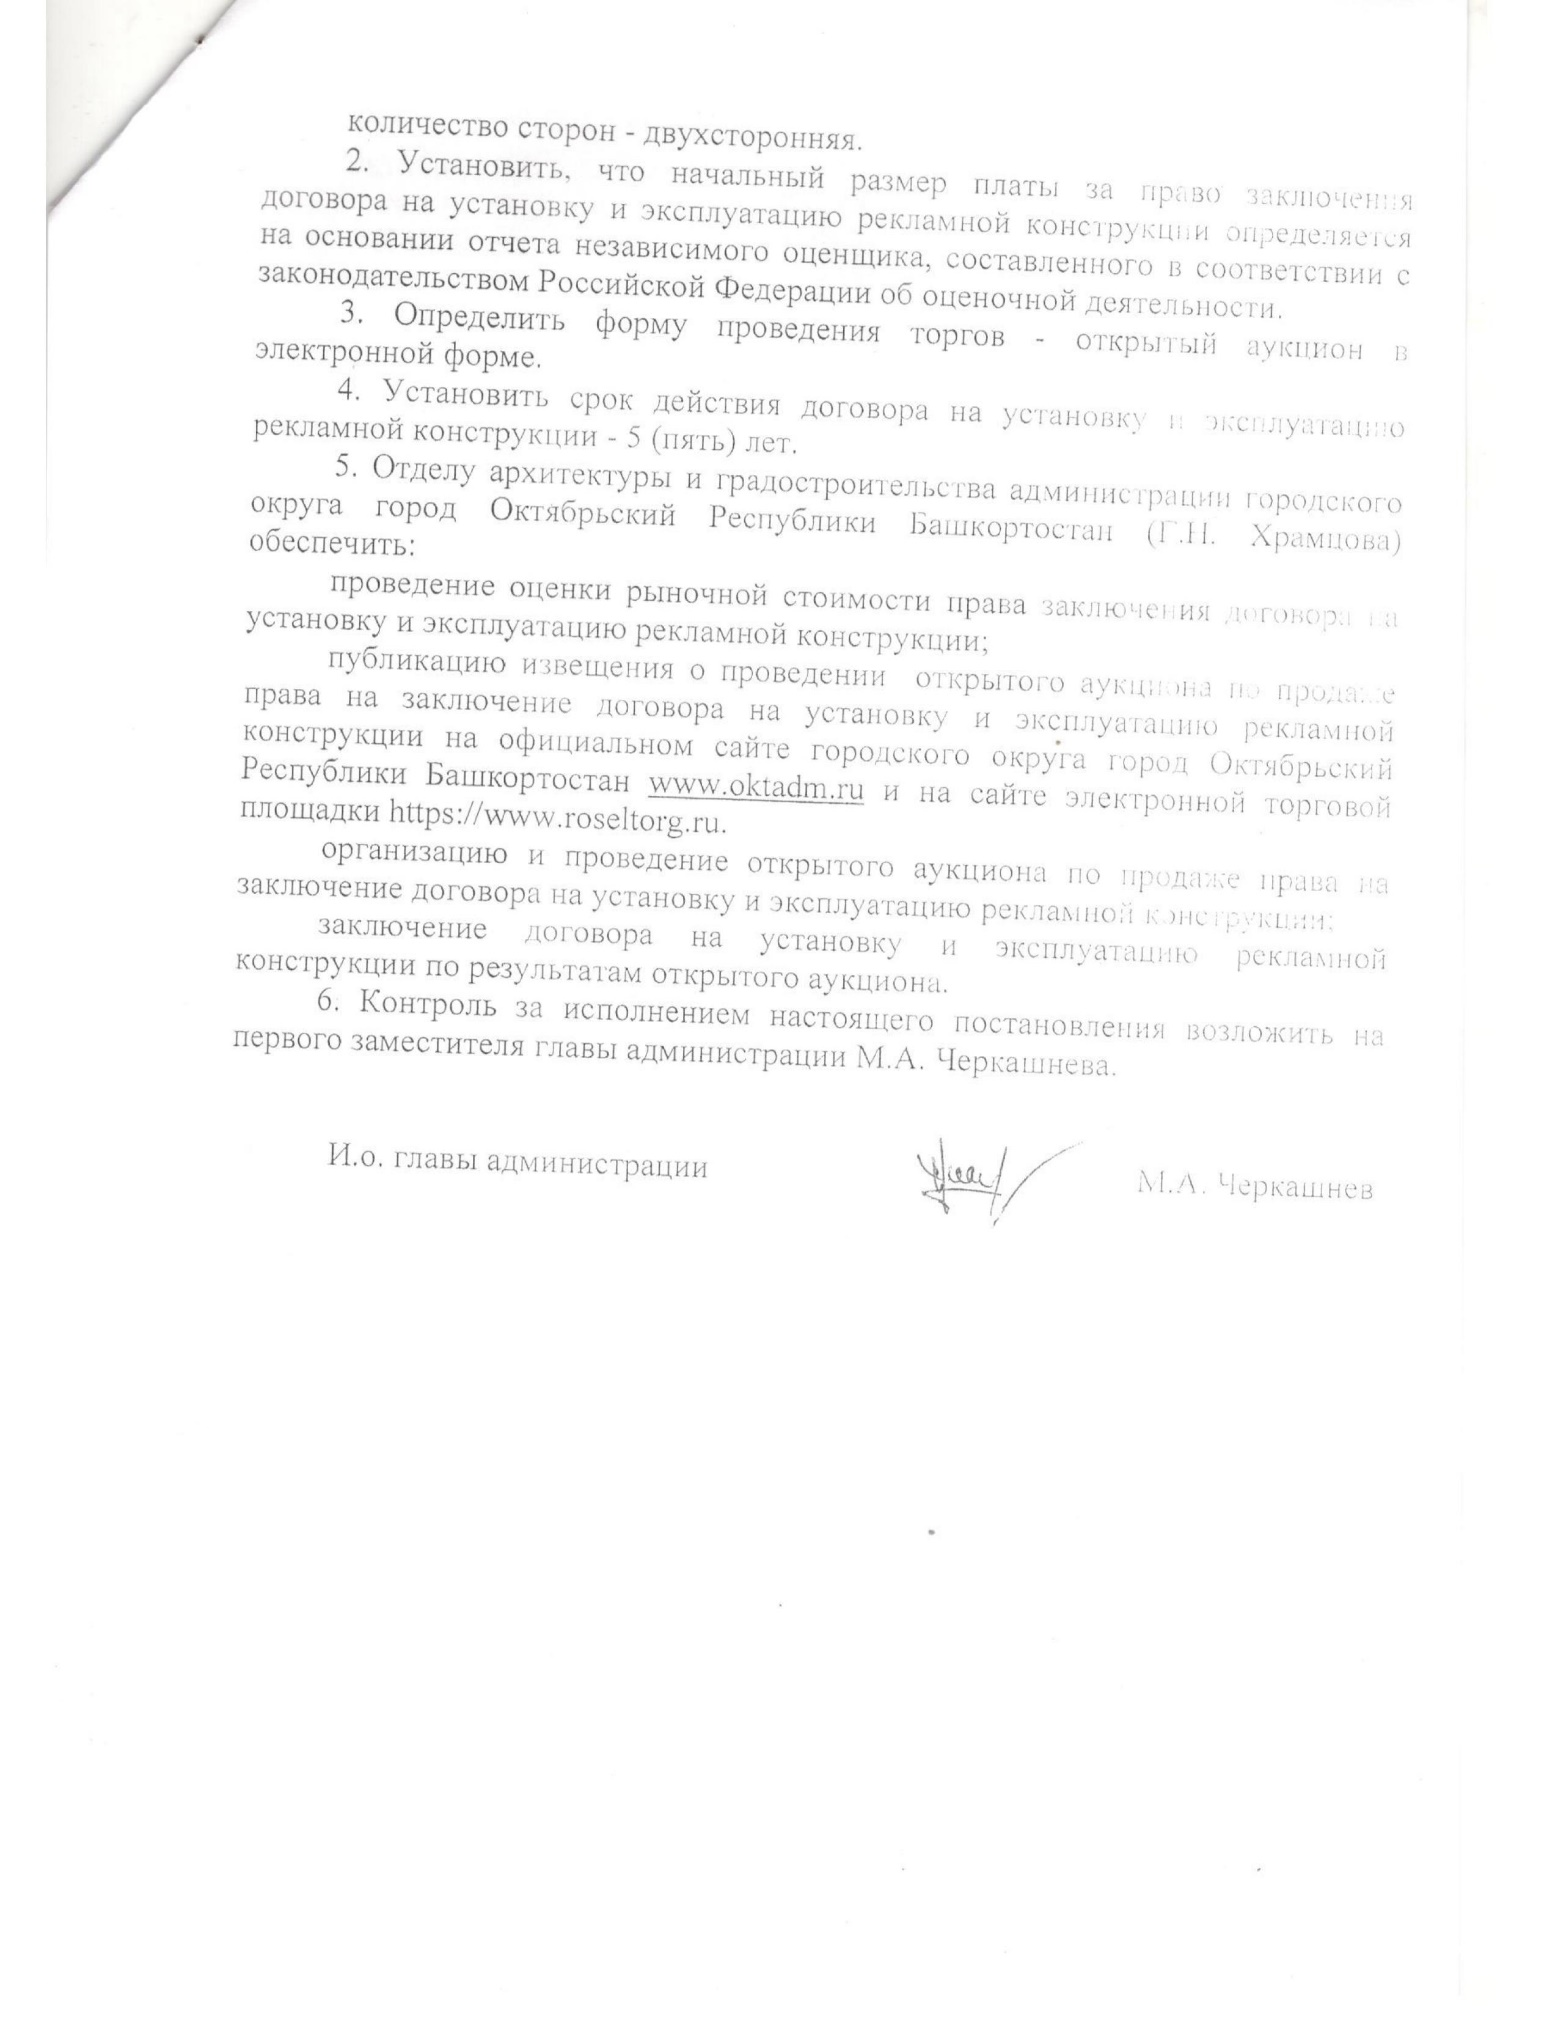 количество сторон - двухсторонняя.
2. Установить, что начальный размер платы за право заключения
договора на установку и эксплуатацию рекламной конструкции определяется
на основании отчета независимого оценщика, составленного в соответствии с
законодательством Российской Федерации об оценочной деятельности.
3. Определить форму проведения торгов - открытый аукцион в
электронной форме.
4. Установить срок действия договора на установку и эксплуатацию
рекламной конструкции - 5 (пять) лет.
5. Отделу архитектуры и градостроительства администрации городского
округа город Октябрьский Республики Башкортостан (Г.Н. Храмцова)
обеспечить:
проведение оценки рыночной стоимости права заключения договора на
установку и эксплуатацию рекламной конструкции;
публикацию извещения о проведении открытого аукциона по продаже
права на заключение договора на установку и эксплуатацию рекламной
конструкции на официальном сайте городского округа город Октябрьский
Республики Башкортостан www.oktadm.ru и на сайте электронной торговой
площадки https://www.roseltorg.ru.
организацию и проведение открытого аукциона по продаже права на
заключение договора на установку и эксплуатацию рекламной конструкции;
заключение договора на установку и эксплуатацию рекламной
конструкции по результатам открытого аукциона.
6. Контроль за исполнением настоящего постановления возложить на
первого заместителя главы администрации М.А. Черкашнева.
И.о. главы администрации
М.А. Черкашнев